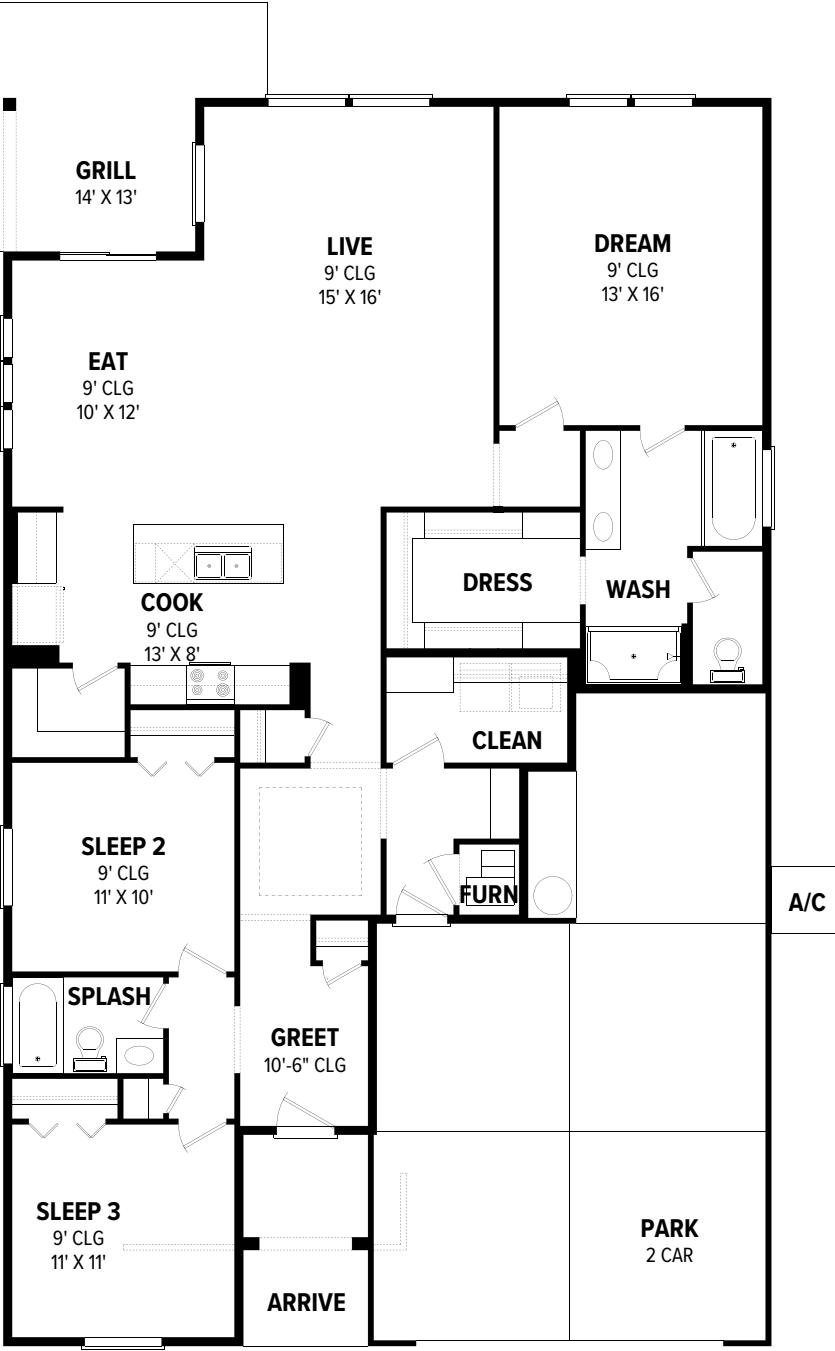 GRILL
14' X 13'
LIVE
9' CLG
15' X 16'
DREAM
9' CLG
13' X 16'
EAT
9' CLG
10' X 12'
DRESS
WASH
COOK
9' CLG
13' X 8'
CLEAN
SLEEP 2
9' CLG
11' X 10'
FURN
A/C
SPLASH
GREET
10'-6" CLG
SLEEP 3
9' CLG
11' X 11'
PARK
2 CAR
ARRIVE